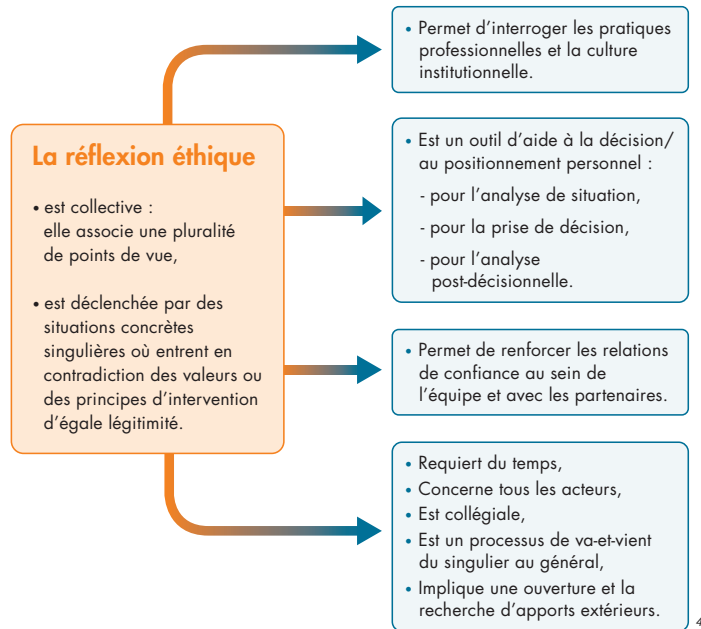 • Permet d’interroger les pratiques
professionnelles et la culture
institutionnelle.
La réflexion éthique
• est collective :
elle associe une pluralité
de points de vue,
• est déclenchée par des
situations concrètes
singulières où entrent en
contradiction des valeurs ou
des principes d’intervention
d’égale légitimité.
• Est un outil d’aide à la décision/
au positionnement personnel :
- pour l’analyse de situation,
- pour la prise de décision,
- pour l’analyse
post-décisionnelle.
• Permet de renforcer les relations
de confiance au sein de
l’équipe et avec les partenaires.
• Requiert du temps,
• Concerne tous les acteurs,
• Est collégiale,
• Est un processus de va-et-vient
du singulier au général,
• Implique une ouverture et la
recherche d’apports extérieurs.
4